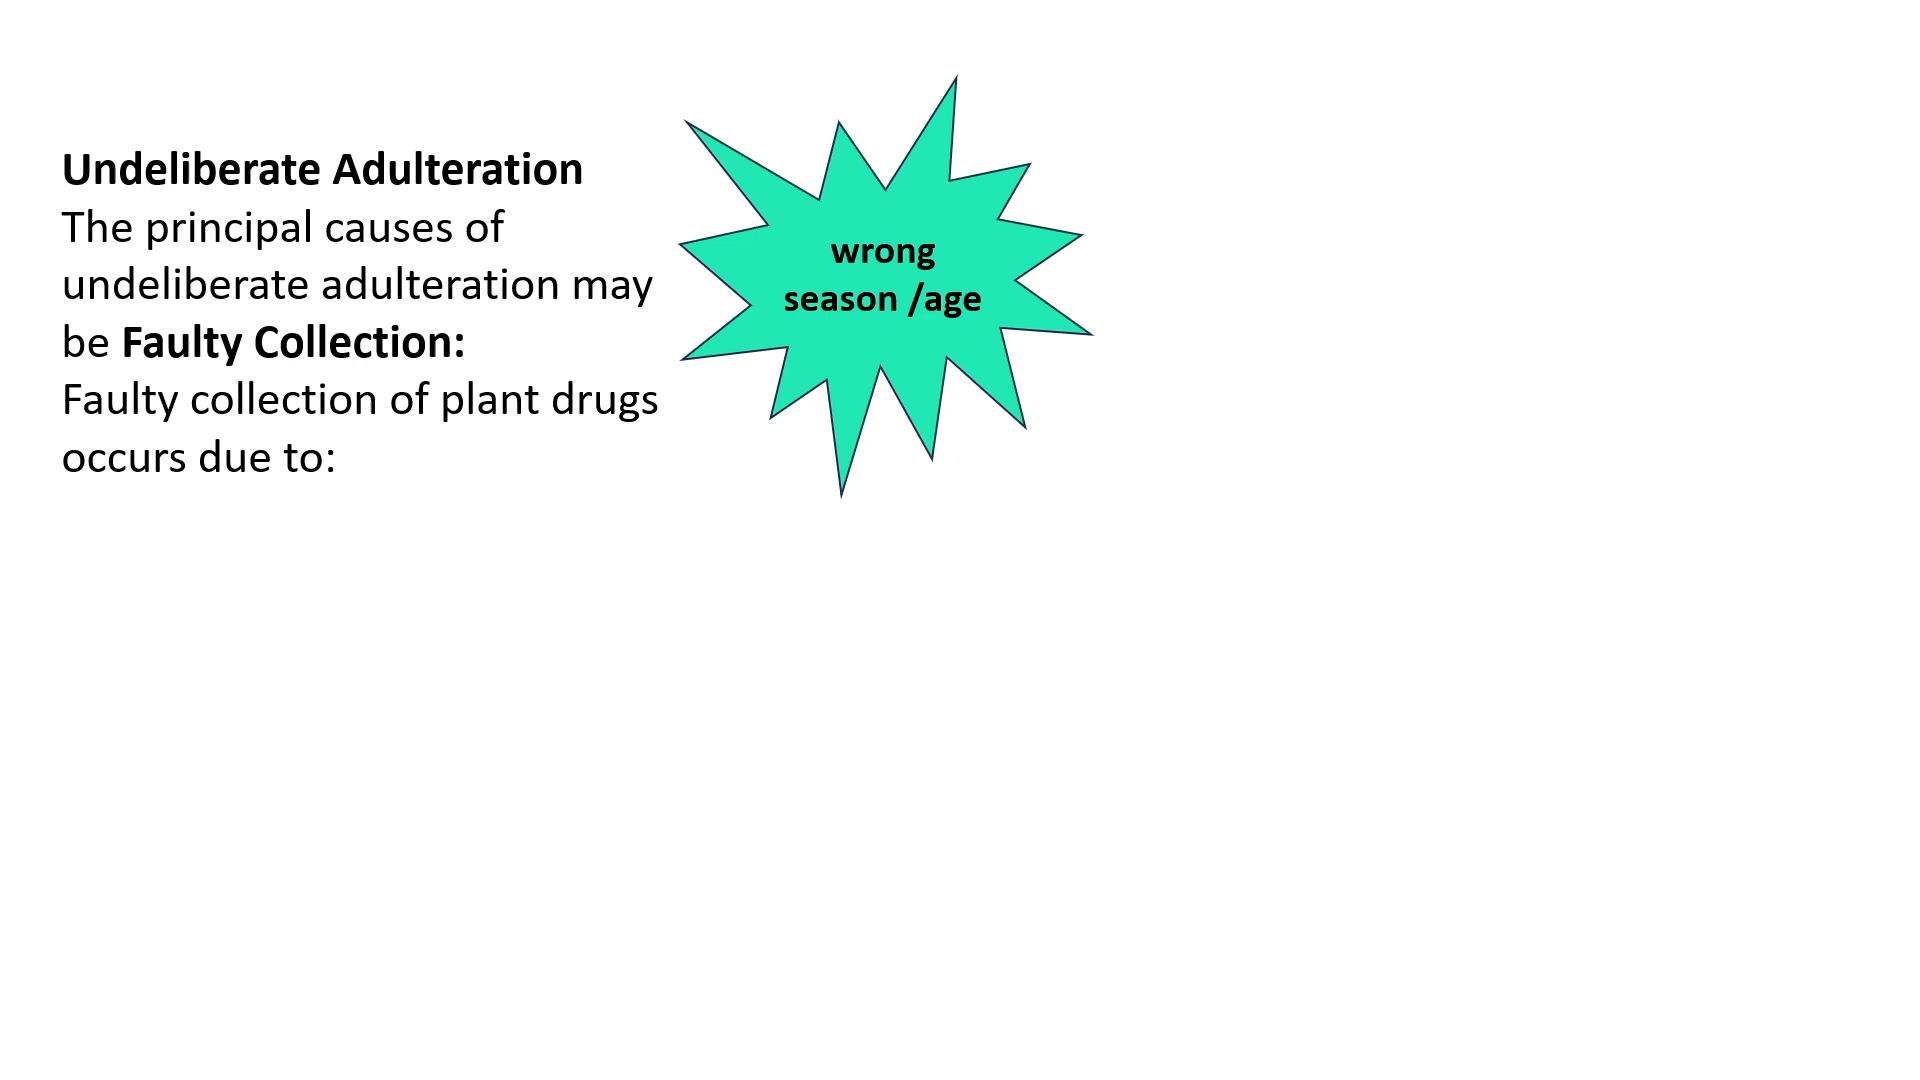 Undeliberate Adulteration
The principal causes of
undeliberate adulteration may
be Faulty Collection:
Faulty collection of plant drugs
occurs due to:
wrong
season /age